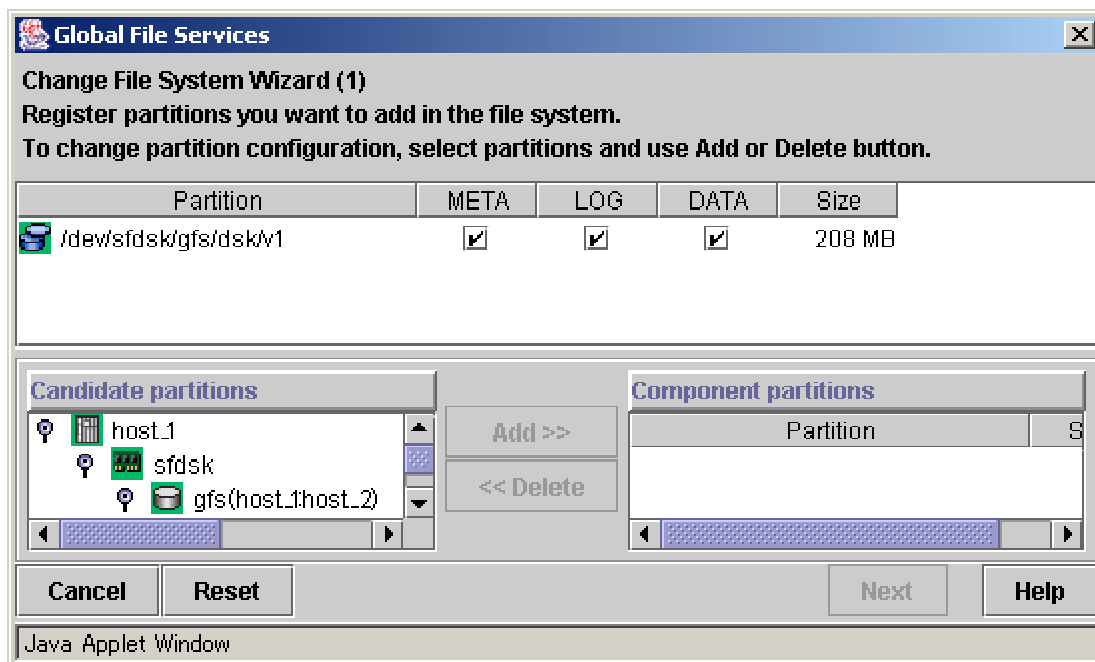 Global File Services
Change File System Wizard (1)
Register partitions you want to add in the file system.
To change partition configuration, select partitions and use Add or Delete button.
Partition META LOG DATA Size
/dev/sfdsk/gfs/dsk/v1 208 MB
Candidate partitions
Component partitions
host_1
Add >>
Partition S
sfdsk
<< Delete
gfs(host_1:host_2)
Cancel Reset Next Help
Java Applet Window